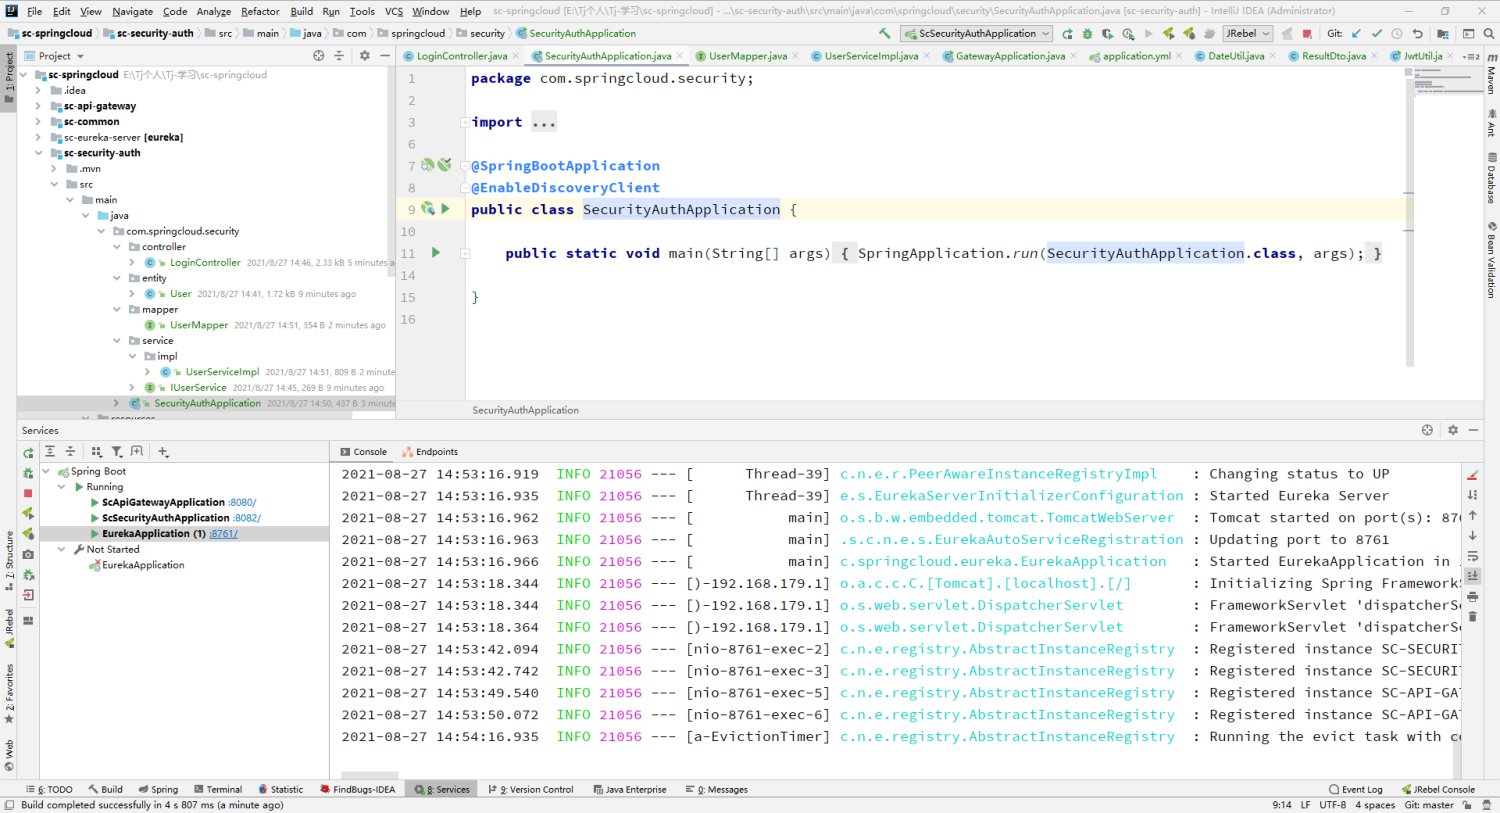 File Edit View Navigate Code Analyze Refactor Build Run Tools VCS Window Help sc-springcloud [E:\Tj个人\Tj-学习\sc-springcloud] - ...\sc-security-auth\src\main\java\com\springcloud\security\SecurityAuthApplication.java [sc-security-auth] - IntelliJ IDEA (Administrator)
sc-springcloud sc-security-auth src main java com springcloud security SecurityAuthApplication ScSecurityAuthApplication JRebel Git:
Project
LoginController.java SecurityAuthApplication.java UserMapper.java UserServiceImpl.java GatewayApplication.java application.yml DateUtil.java ResultDto.java JwtUtil.ja
sc-springcloud E:\Tj个人\Tj-学习\sc-springcloud
.idea
sc-api-gateway
sc-common
sc-eureka-server [eureka]
sc-security-auth
.mvn
src
main
java
com.springcloud.security
controller
LoginController 2021/8/27 14:46, 2.33 kB 5 minutes a
entity
User 2021/8/27 14:41, 1.72 kB 9 minutes ago
mapper
UserMapper 2021/8/27 14:51, 354 B 2 minutes ago
service
impl
UserServiceImpl 2021/8/27 14:51, 809 B 2 minute
IUserService 2021/8/27 14:45, 269 B 9 minutes ago
SecurityAuthApplication 2021/8/27 14:50, 437 B 3 minute
resources
1 package com.springcloud.security;
2
3 import ...
6
7 @SpringBootApplication
8 @EnableDiscoveryClient
9 public class SecurityAuthApplication {
10
11 public static void main(String[] args) { SpringApplication.run(SecurityAuthApplication.class, args); }
14
15 }
16
SecurityAuthApplication
1: Project
Z: Structure
JRebel
2: Favorites
Web
Maven
Ant
Database
Bean Validation
Services
Console Endpoints
Spring Boot
Running
ScApiGatewayApplication :8080/
ScSecurityAuthApplication :8082/
EurekaApplication (1) :8761/
Not Started
EurekaApplication
2021-08-27 14:53:16.919 INFO 21056 --- [ Thread-39] c.n.e.r.PeerAwareInstanceRegistryImpl : Changing status to UP
2021-08-27 14:53:16.935 INFO 21056 --- [ Thread-39] e.s.EurekaServerInitializerConfiguration : Started Eureka Server
2021-08-27 14:53:16.962 INFO 21056 --- [ main] o.s.b.w.embedded.tomcat.TomcatWebServer : Tomcat started on port(s): 876
2021-08-27 14:53:16.963 INFO 21056 --- [ main] .s.c.n.e.s.EurekaAutoServiceRegistration : Updating port to 8761
2021-08-27 14:53:16.966 INFO 21056 --- [ main] c.springcloud.eureka.EurekaApplication : Started EurekaApplication in
2021-08-27 14:53:18.344 INFO 21056 --- [)-192.168.179.1] o.a.c.c.C.[Tomcat].[localhost].[/] : Initializing Spring FrameworkS
2021-08-27 14:53:18.344 INFO 21056 --- [)-192.168.179.1] o.s.web.servlet.DispatcherServlet : FrameworkServlet 'dispatcherSe
2021-08-27 14:53:18.364 INFO 21056 --- [)-192.168.179.1] o.s.web.servlet.DispatcherServlet : FrameworkServlet 'dispatcherSe
2021-08-27 14:53:42.094 INFO 21056 --- [nio-8761-exec-2] c.n.e.registry.AbstractInstanceRegistry : Registered instance SC-SECURIT
2021-08-27 14:53:42.742 INFO 21056 --- [nio-8761-exec-3] c.n.e.registry.AbstractInstanceRegistry : Registered instance SC-SECURIT
2021-08-27 14:53:49.540 INFO 21056 --- [nio-8761-exec-5] c.n.e.registry.AbstractInstanceRegistry : Registered instance SC-API-GAT
2021-08-27 14:53:50.072 INFO 21056 --- [nio-8761-exec-6] c.n.e.registry.AbstractInstanceRegistry : Registered instance SC-API-GAT
2021-08-27 14:54:16.935 INFO 21056 --- [a-EvictionTimer] c.n.e.registry.AbstractInstanceRegistry : Running the evict task with co
6: TODO Build Spring Terminal Statistic FindBugs-IDEA 8: Services 9: Version Control Java Enterprise 0: Messages Event Log JRebel Console
Build completed successfully in 4 s 807 ms (a minute ago) 9:14 LF UTF-8 4 spaces Git: master